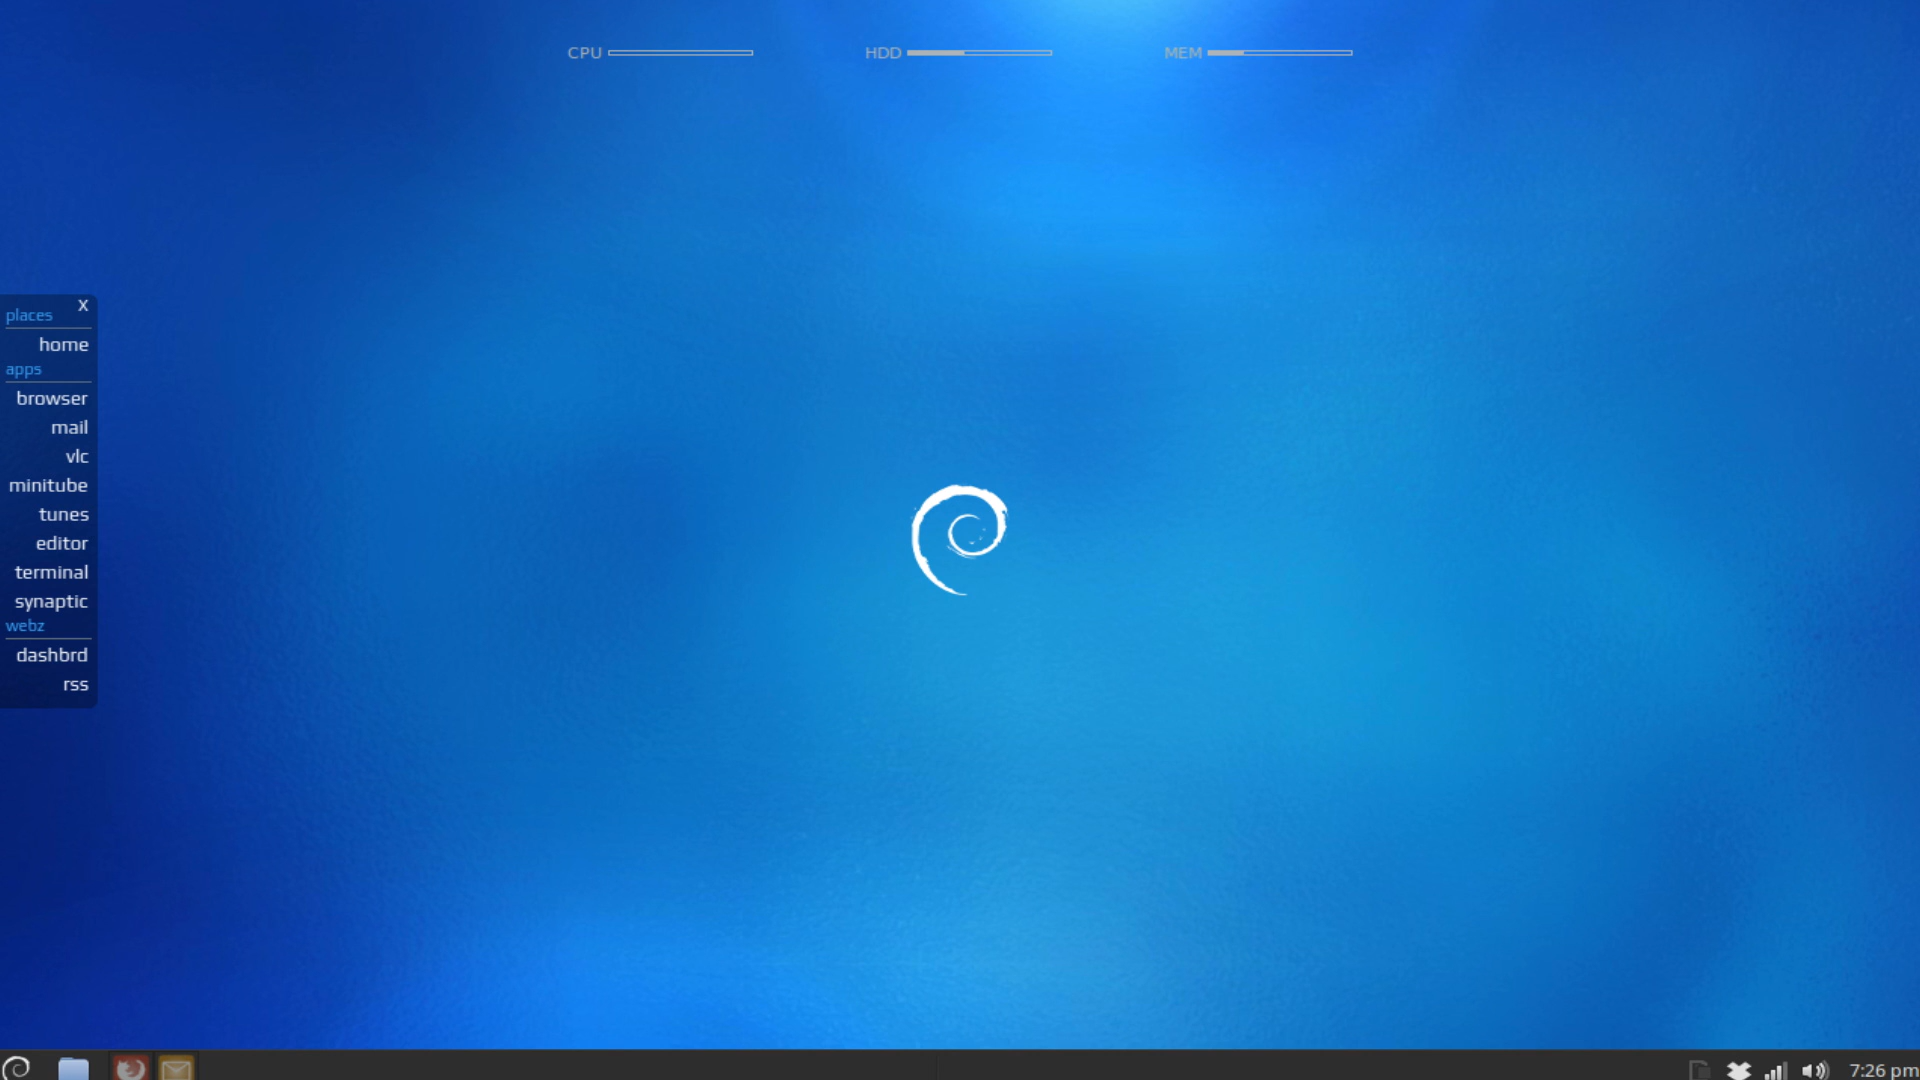 CPU HDD MEM
X
places
home
apps
browser
mail
vlc
minitube
tunes
editor
terminal
synaptic
webz
dashbrd
rss
7:26 pm